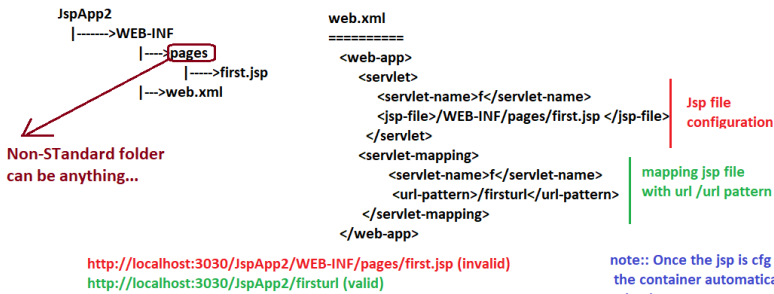 JspApp2
|------->WEB-INF
|---->pages
|----->first.jsp
|--->web.xml
Non-STandard folder
can be anything...
web.xml
==========
<web-app>
<servlet>
<servlet-name>f</servlet-name>
<jsp-file>/WEB-INF/pages/first.jsp </jsp-file>
</servlet>
<servlet-mapping>
<servlet-name>f</servlet-name>
<url-pattern>/firsturl</url-pattern>
</servlet-mapping>
</web-app>
Jsp file
configuration
mapping jsp file
with url /url pattern
http://localhost:3030/JspApp2/WEB-INF/pages/first.jsp (invalid)
http://localhost:3030/JspApp2/firsturl (valid)
note:: Once the jsp is cfg
the container automatica